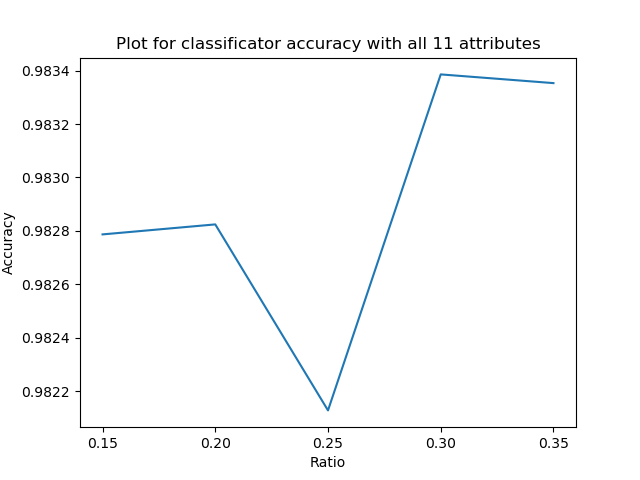 Plot for classificator accuracy with all 11 attributes
0.9834
0.9832
0.9830
0.9828
0.9826
0.9824
0.9822
Accuracy
0.15 0.20 0.25 0.30 0.35
Ratio